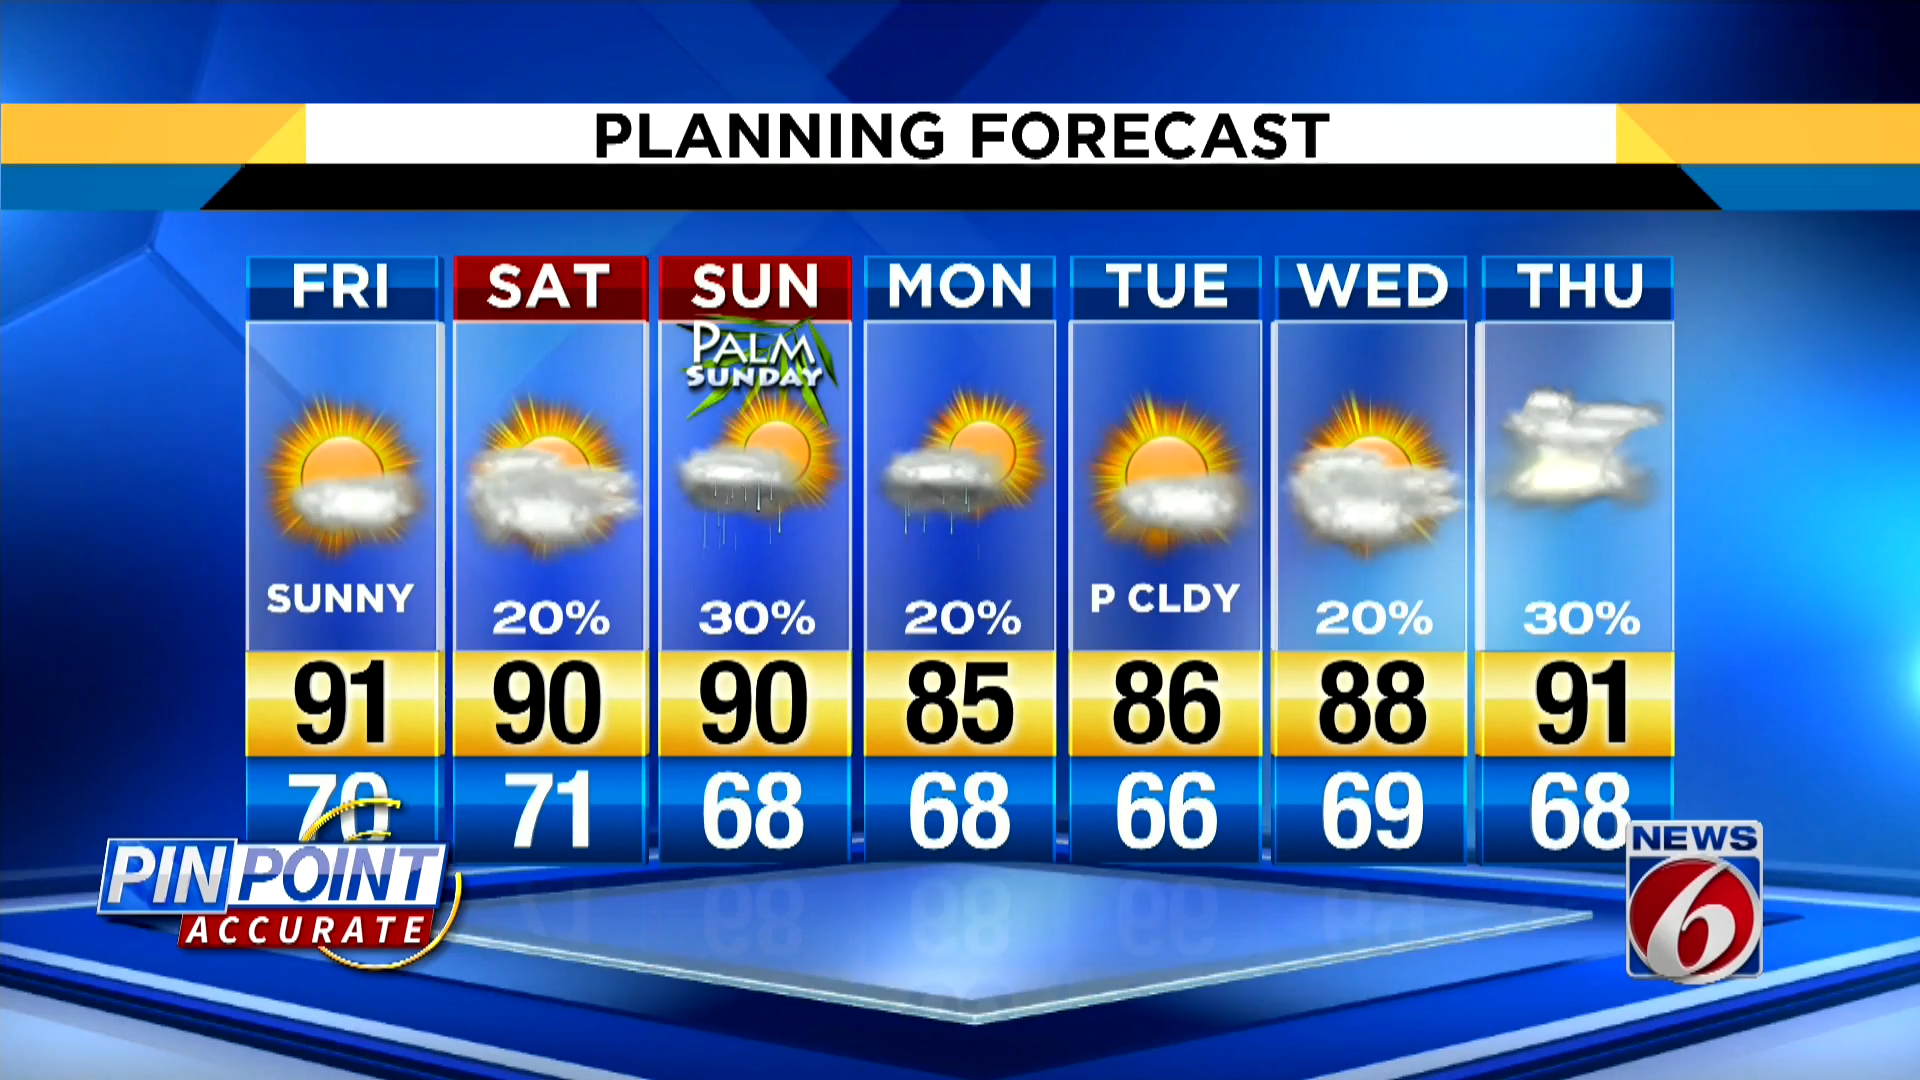 PLANNING FORECAST
FRI SAT SUN MON TUE WED THU
PALM
SUNDAY
SUNNY 20% 30% 20% P CLDY 20% 30%
91 90 90 85 86 88 91
70 71 68 68 66 69 68
PINPOINT
ACCURATE
NEWS
6